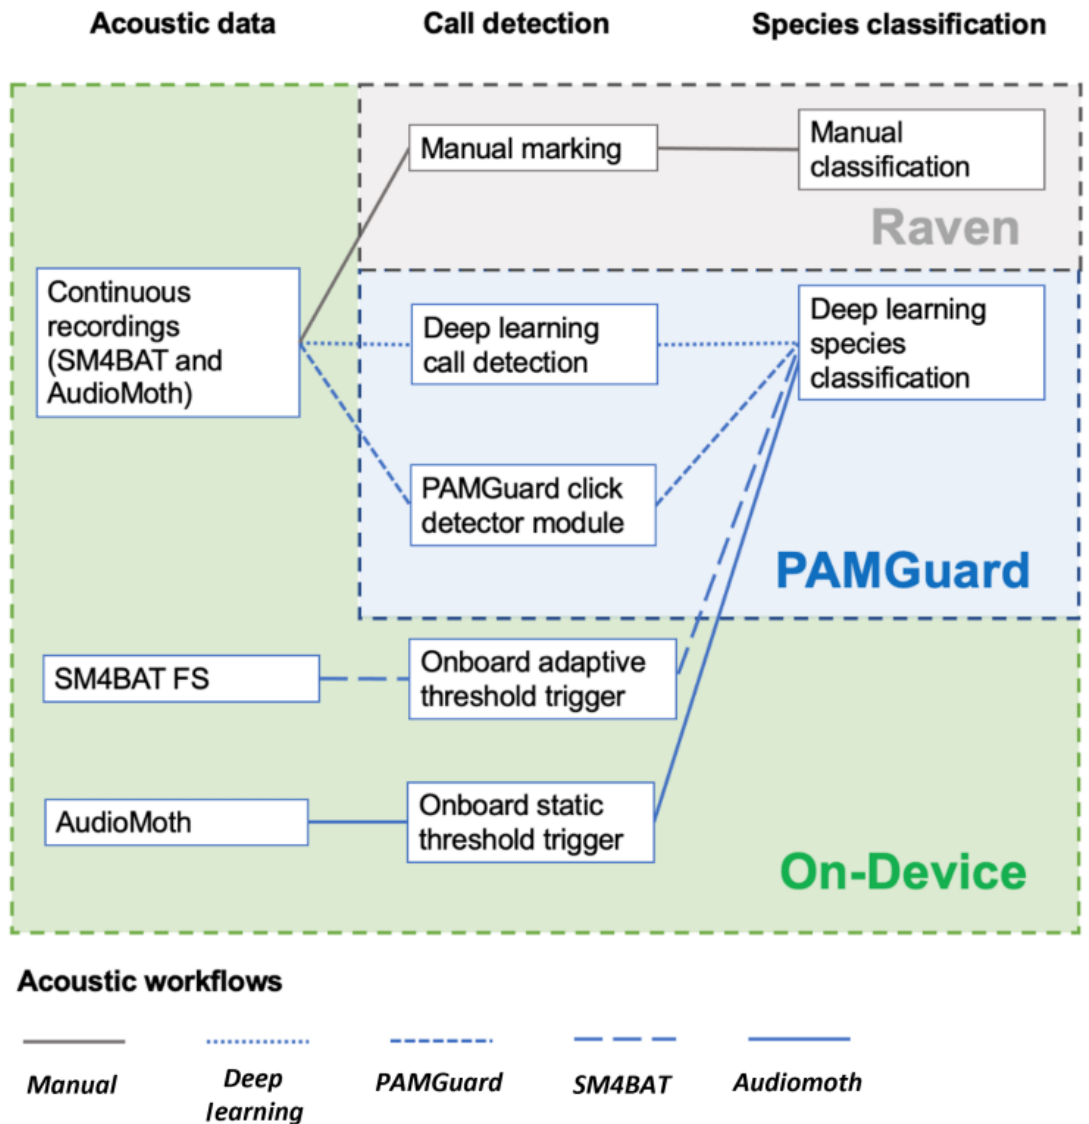 Acoustic data
Call detection
Species classification
Manual marking
Manual
classification
Raven
Continuous
recordings
(SM4BAT and
AudioMoth)
Deep learning
call detection
Deep learning
species
classification
PAMGuard click
detector module
PAMGuard
SM4BAT FS
Onboard adaptive
threshold trigger
AudioMoth
Onboard static
threshold trigger
On-Device
Acoustic workflows
Manual
Deep
learning
PAMGuard
SM4BAT
Audiomoth